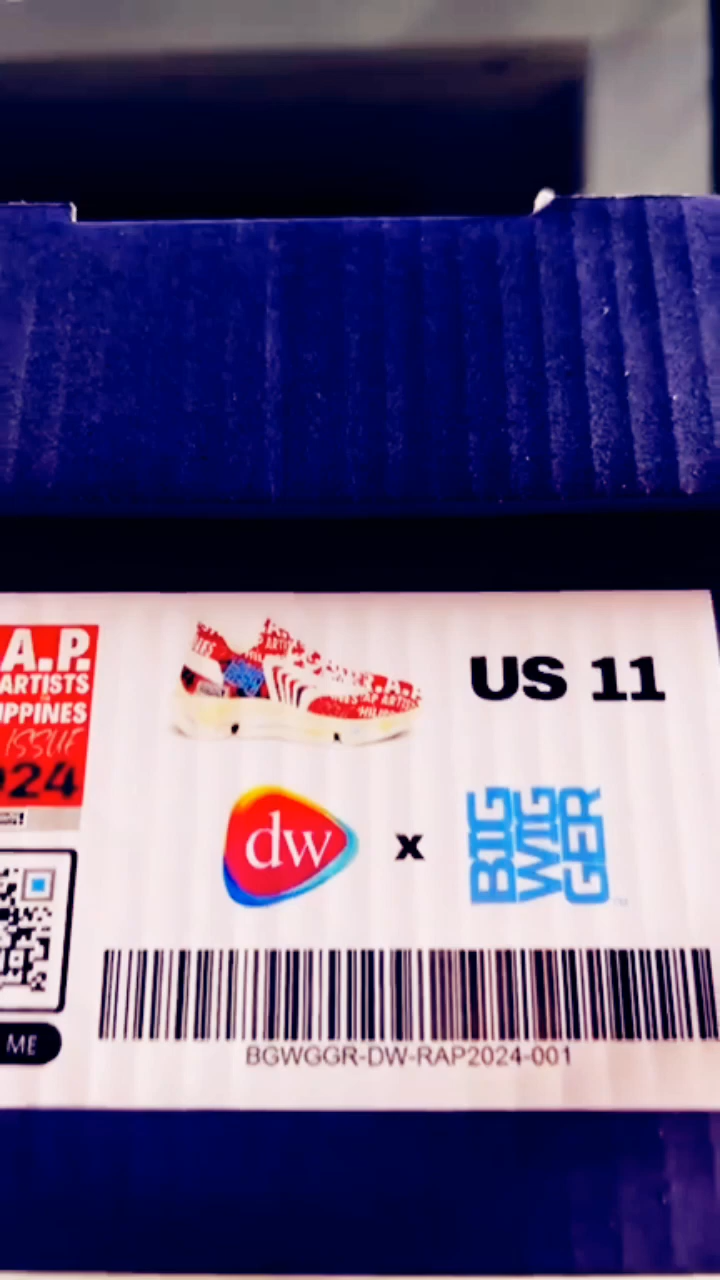 A.P.
ARTISTS
IPPINES
ISSUE
024
US 11
dw x BIG WIG GER
ME
BGWGGR-DW-RAP2024-001